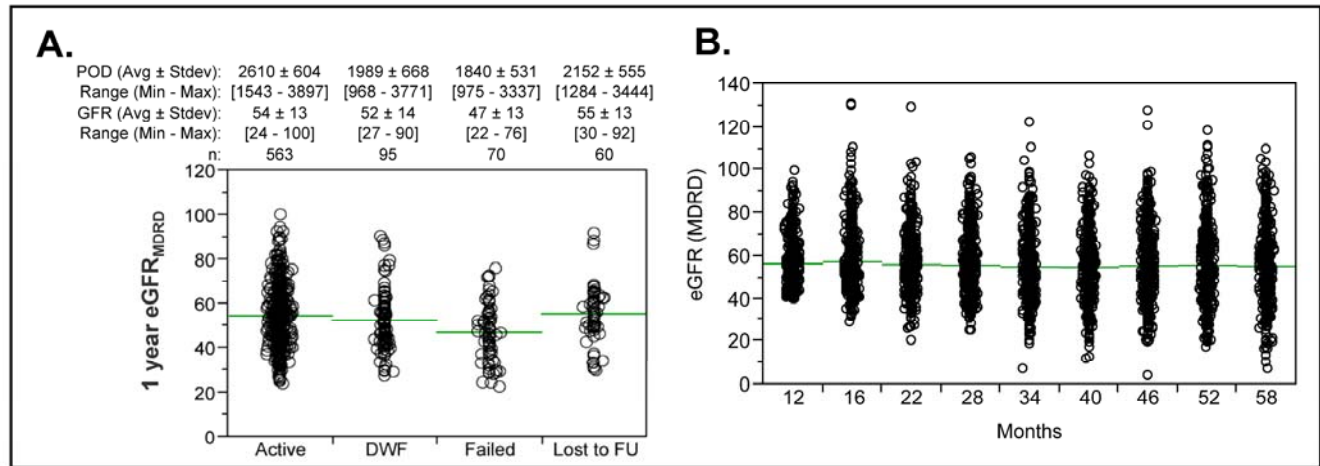 A.
POD (Avg ± Stdev): 2610 ± 604 1989 ± 668 1840 ± 531 2152 ± 555
Range (Min - Max): [1543 - 3897] [968 - 3771] [975 - 3337] [1284 - 3444]
GFR (Avg ± Stdev): 54 ± 13 52 ± 14 47 ± 13 55 ± 13
Range (Min - Max): [24 - 100] [27 - 90] [22 - 76] [30 - 92]
n: 563 95 70 60
120
100
80
60
40
20
0
1 year eGFR MDRD
Active DWF Failed Lost to FU
B.
140
120
100
80
60
40
20
0
eGFR (MDRD)
12 16 22 28 34 40 46 52 58
Months